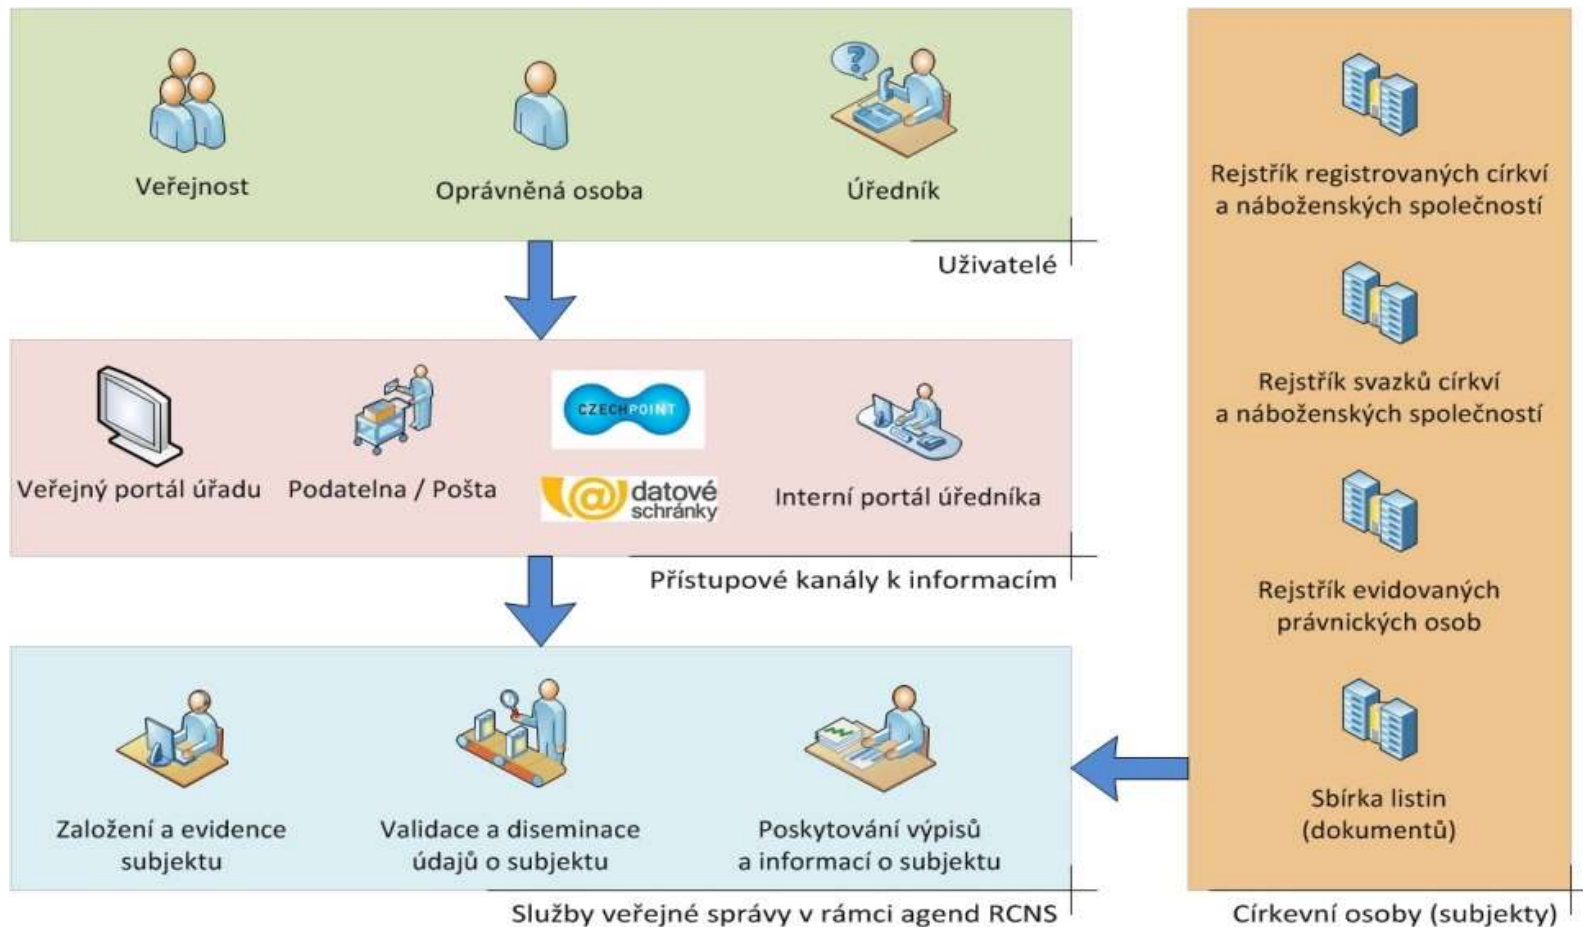 Veřejnost
Oprávněná osoba
Úředník
Uživatelé
Veřejný portál úřadu
Podatelna / Pošta
CZECHPOINT
datové
schránky
Interní portál úředníka
Přístupové kanály k informacím
Založení a evidence
subjektu
Validace a diseminace
údajů o subjektu
Poskytování výpisů
a informací o subjektu
Služby veřejné správy v rámci agend RCNS
Rejstřík registrovaných církví
a náboženských společností
Rejstřík svazků církví
a náboženských společností
Rejstřík evidovaných
právnických osob
Sbírka listin
(dokumentů)
Církevní osoby (subjekty)